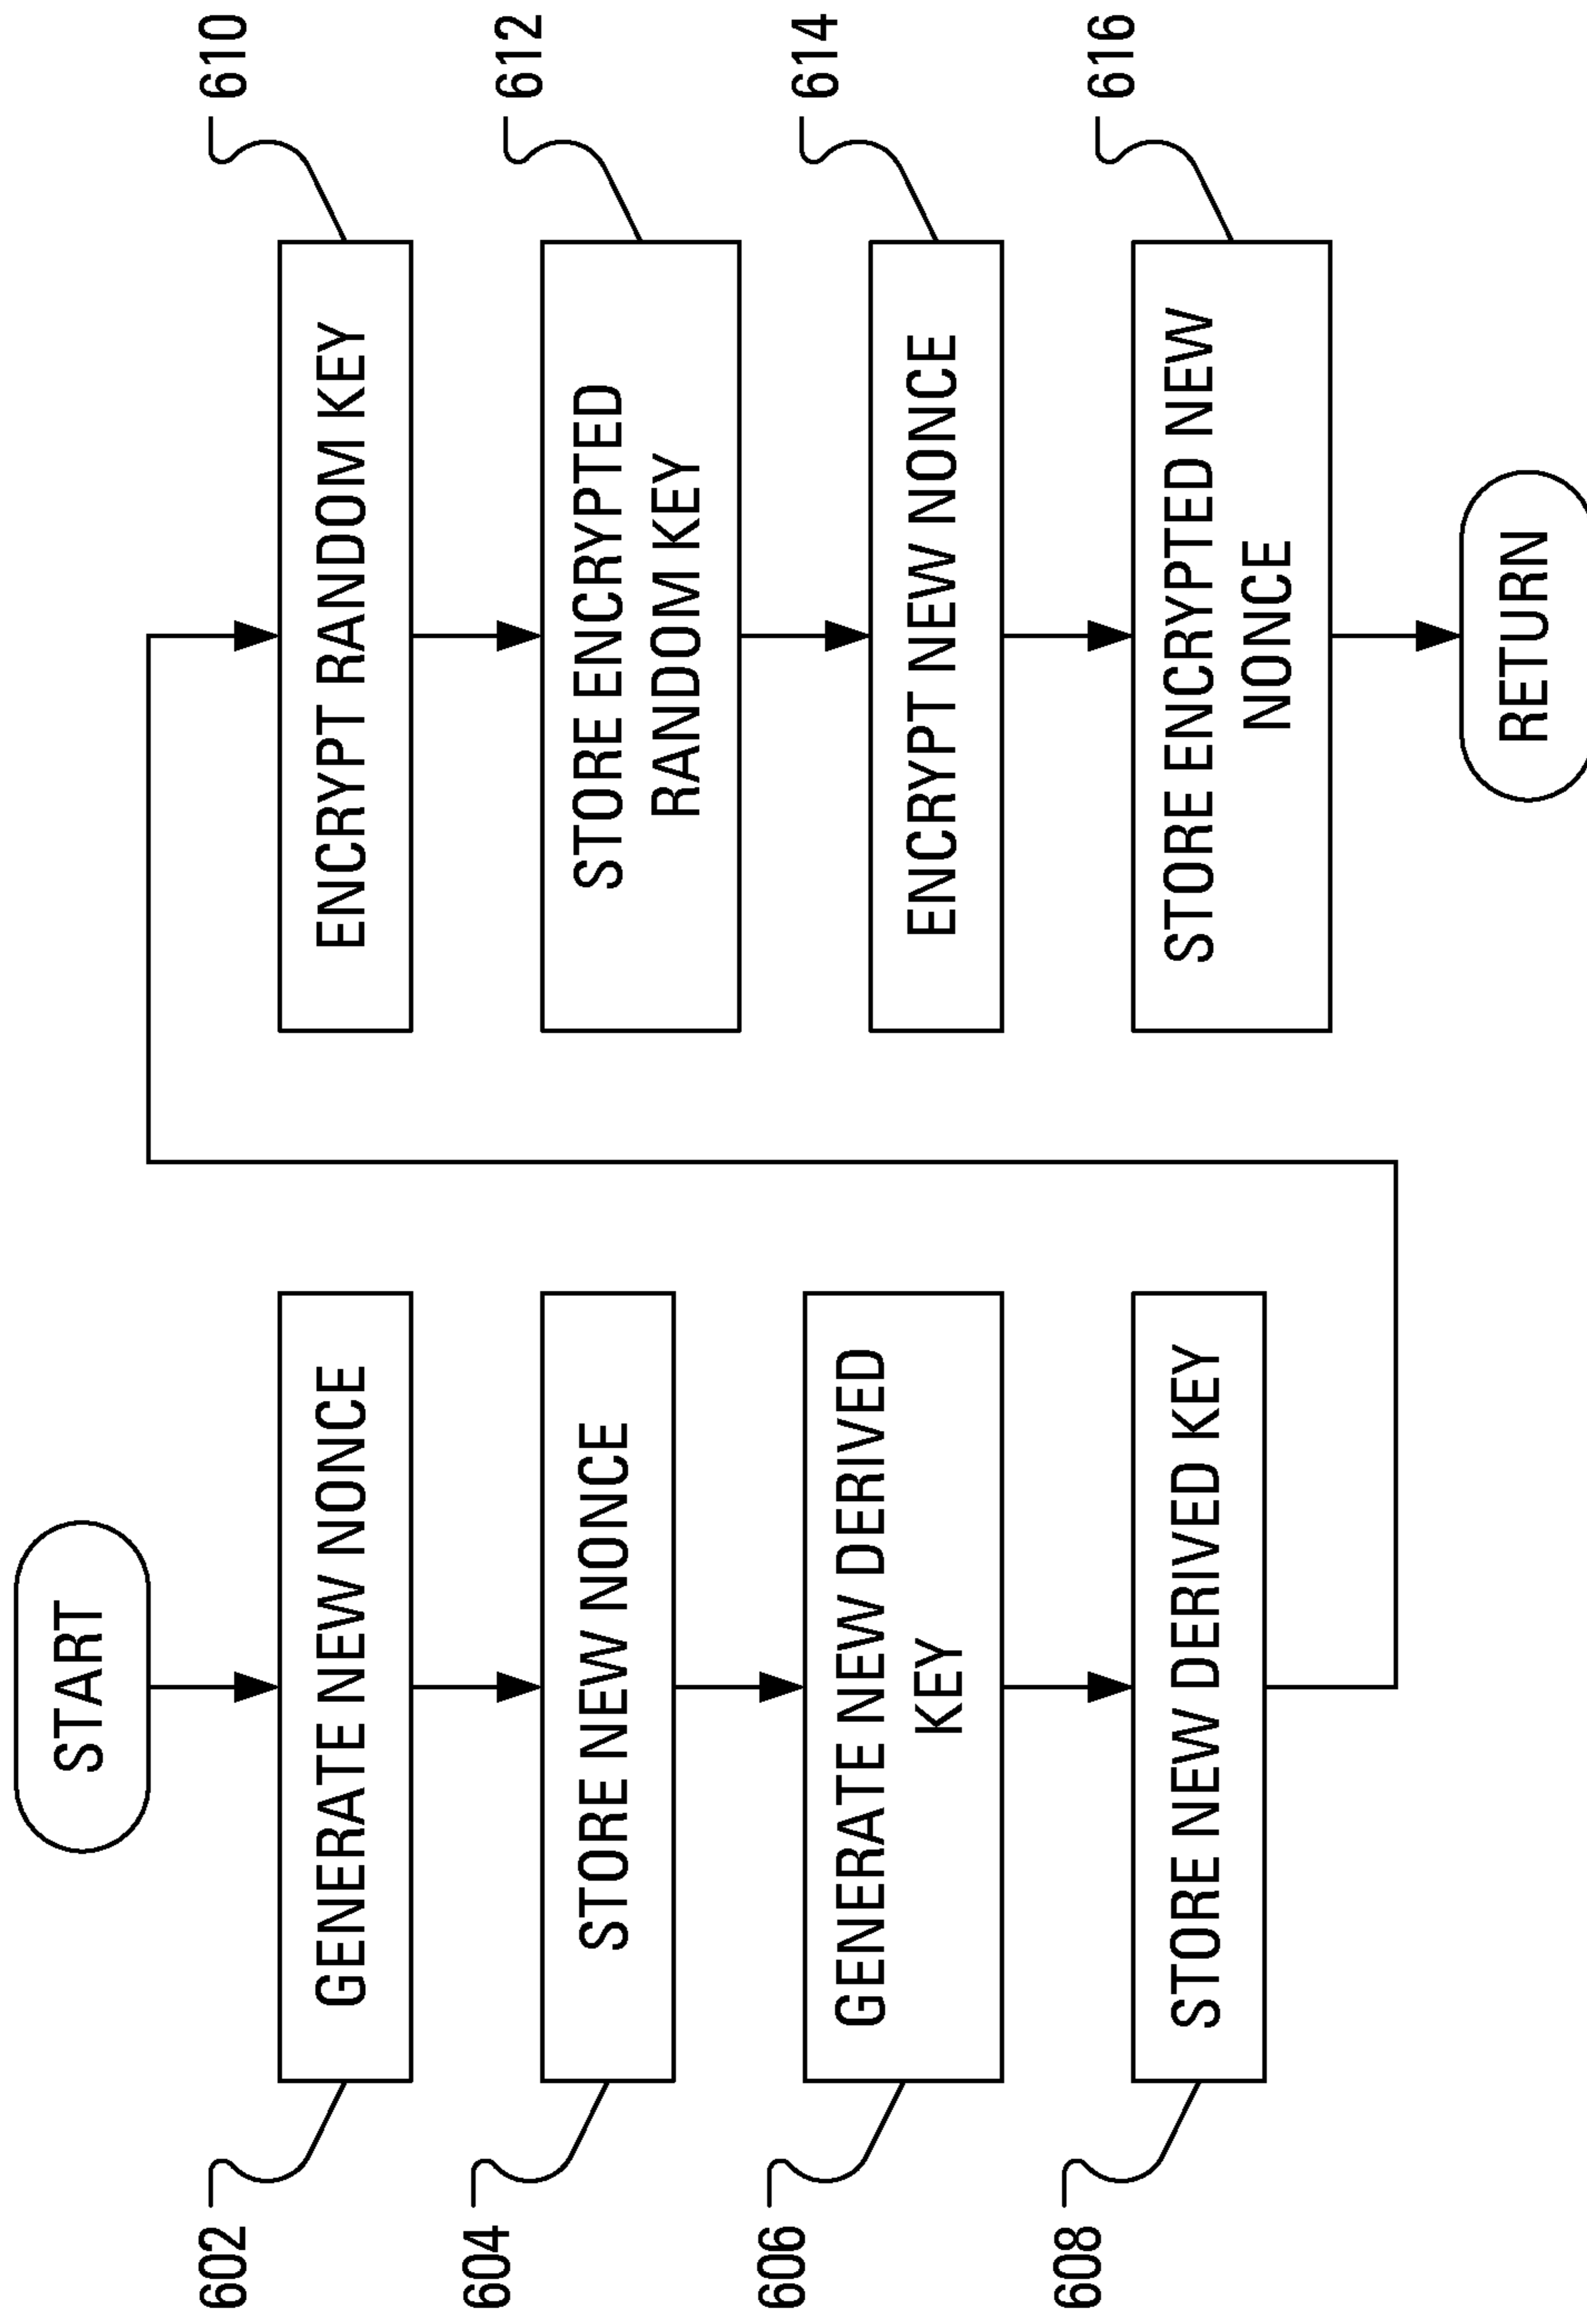 START
602
GENERATE NEW NONCE
604
STORE NEW NONCE
606
GENERATE NEW DERIVED
KEY
608
STORE NEW DERIVED KEY
610
ENCRYPT RANDOM KEY
612
STORE ENCRYPTED
RANDOM KEY
614
ENCRYPT NEW NONCE
616
STORE ENCRYPTED NEW
NONCE
RETURN